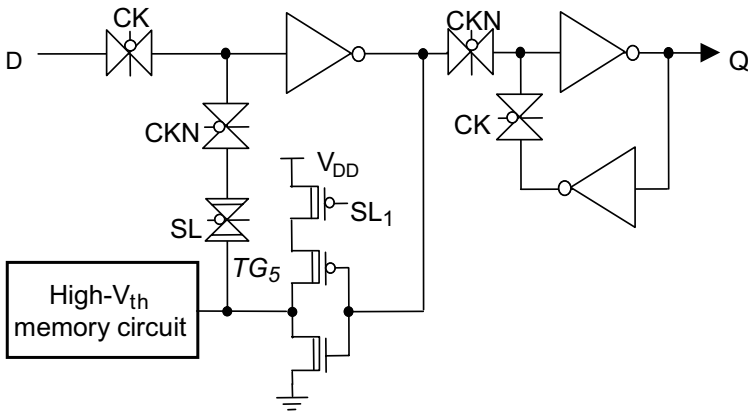 CK
CKN
D
Q
CKN
CK
V_DD
SL
SL_1
TG_5
High-V_th
memory circuit